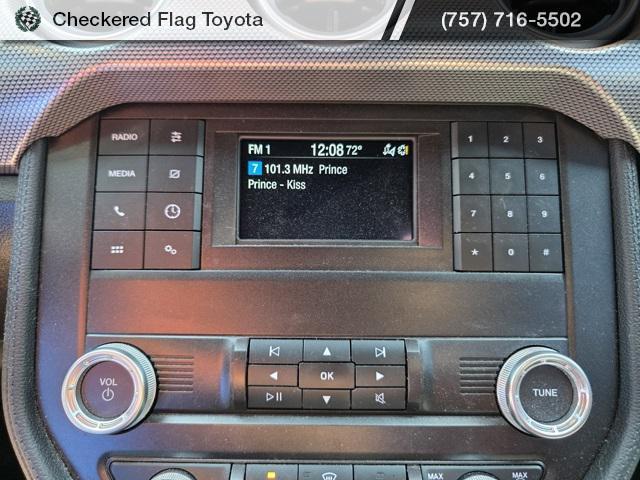 Checkered Flag Toyota
(757) 716-5502
RADIO
MEDIA
FM 1 12:08 72°
7 101.3 MHz Prince
Prince - Kiss
1 2 3
4 5 6
7 8 9
* 0 #
VOL
OK
TUNE
MAX
MAX